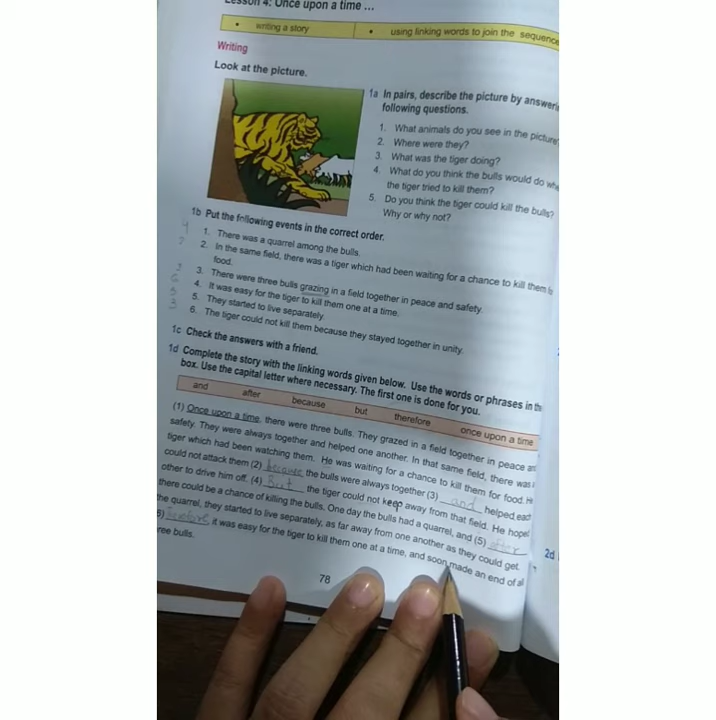 Lesson 4: Once upon a time ...
• writing a story • using linking words to join the sequence
Writing
Look at the picture.
1a In pairs, describe the picture by answeri
following questions.
1. What animals do you see in the picture
2. Where were they?
3. What was the tiger doing?
4. What do you think the bulls would do whe
the tiger tried to kill them?
5. Do you think the tiger could kill the bulls?
Why or why not?
1b Put the following events in the correct order.
4 1. There was a quarrel among the bulls.
2. In the same field, there was a tiger which had been waiting for a chance to kill them fo
food.
3. There were three bulls grazing in a field together in peace and safety.
6 4. It was easy for the tiger to kill them one at a time.
5. They started to live separately.
3 6. The tiger could not kill them because they stayed together in unity.
1c Check the answers with a friend.
1d Complete the story with the linking words given below. Use the words or phrases in the
box. Use the capital letter where necessary. The first one is done for you.
and after because but therefore once upon a time
(1) Once upon a time, there were three bulls. They grazed in a field together in peace and
safety. They were always together and helped one another. In that same field, there was a
tiger which had been watching them. He was waiting for a chance to kill them for food. He
could not attack them (2) because the bulls were always together (3) and helped each
other to drive him off. (4) But the tiger could not keep away from that field. He hoped
there could be a chance of killing the bulls. One day the bulls had a quarrel, and (5) after
the quarrel, they started to live separately, as far away from one another as they could get.
6) it was easy for the tiger to kill them one at a time, and soon made an end of all
ree bulls.
78
2d